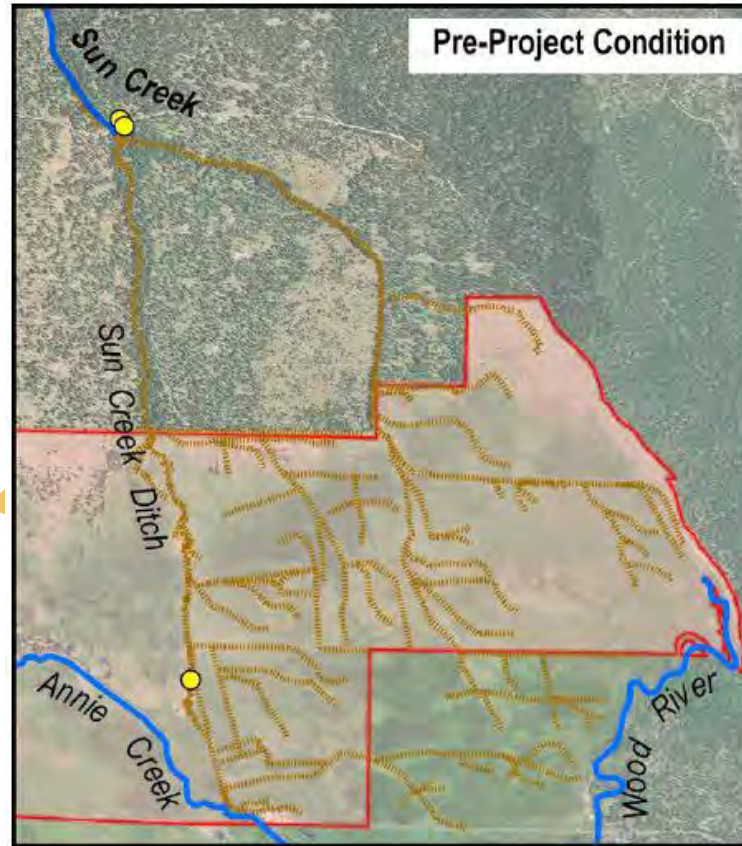 Pre-Project Condition
Sun Creek
Sun Creek Ditch
Annie Creek
Wood River